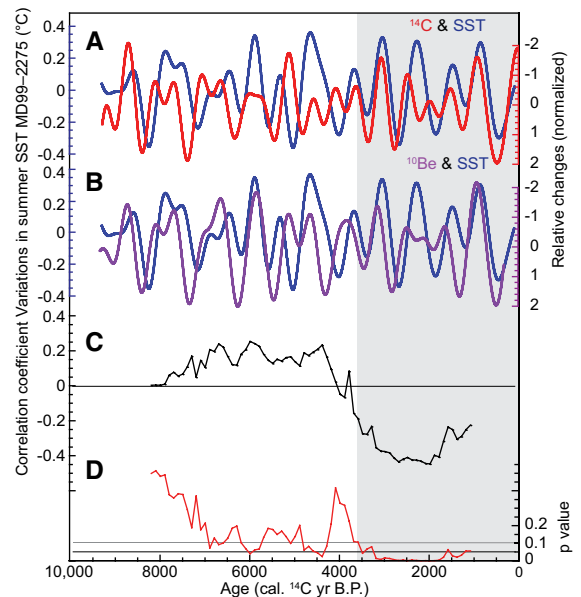 Correlation coefficient Variations in summer SST MD99–2275 (°C)
A
¹⁴C & SST
0.4
0.2
0
-0.2
-0.4
-2
-1
0
1
2
B
¹⁰Be & SST
0.4
0.2
0
-0.2
-0.4
-2
-1
0
1
2
Relative changes (normalized)
C
0.2
0
-0.2
-0.4
D
0.2
0.1
0
p value
10,000 8000 6000 4000 2000 0
Age (cal. ¹⁴C yr B.P.)